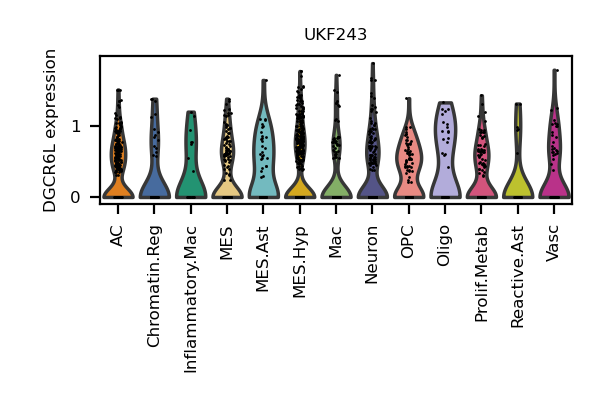 UKF243
DGCR6L expression
1
0
AC
Chromatin.Reg
Inflammatory.Mac
MES
MES.Ast
MES.Hyp
Mac
Neuron
OPC
Oligo
Prolif.Metab
Reactive.Ast
Vasc